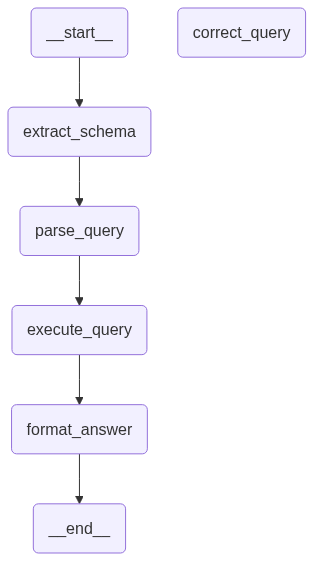 __start__
correct_query
extract_schema
parse_query
execute_query
format_answer
__end__